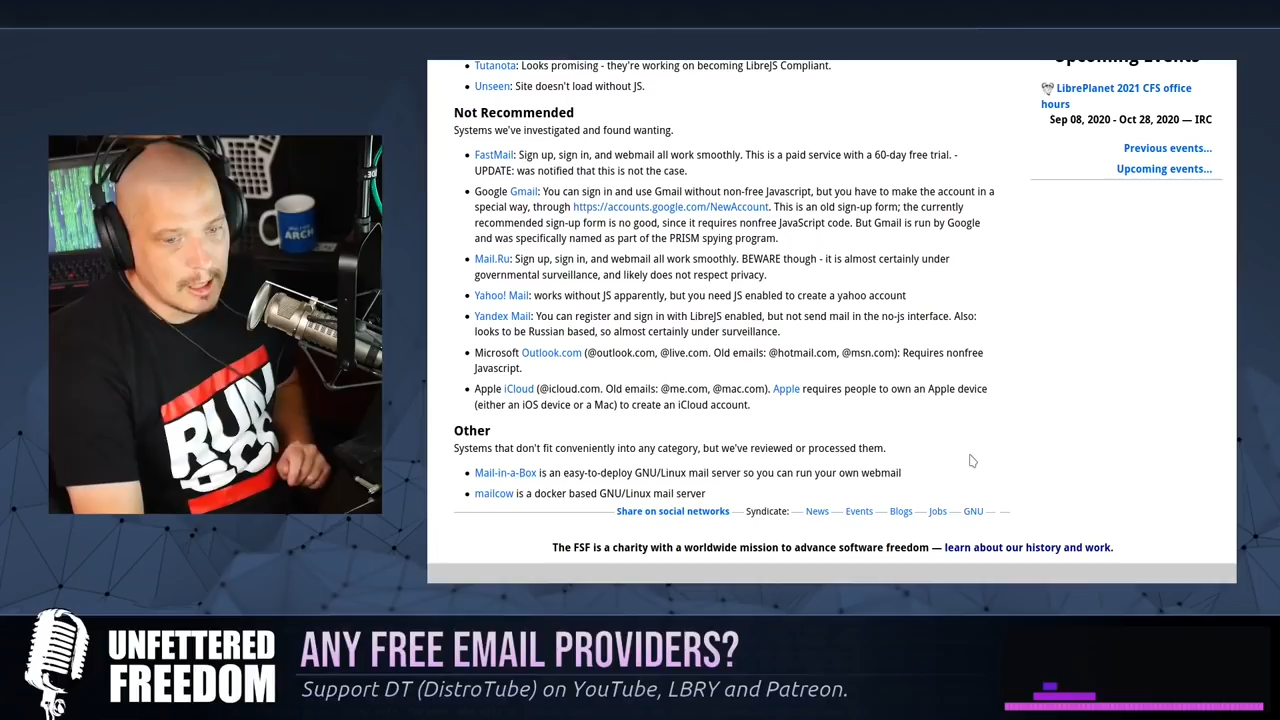 Upcoming Events
Tutanota: Looks promising - they're working on becoming LibreJS Compliant.
Unseen: Site doesn't load without JS.
Not Recommended
Systems we've investigated and found wanting.
FastMail: Sign up, sign in, and webmail all work smoothly. This is a paid service with a 60-day free trial. -
UPDATE: was notified that this is not the case.
Google Gmail: You can sign in and use Gmail without non-free Javascript, but you have to make the account in a
special way, through https://accounts.google.com/NewAccount. This is an old sign-up form; the currently
recommended sign-up form is no good, since it requires nonfree JavaScript code. But Gmail is run by Google
and was specifically named as part of the PRISM spying program.
Mail.Ru: Sign up, sign in, and webmail all work smoothly. BEWARE though - it is almost certainly under
governmental surveillance, and likely does not respect privacy.
Yahoo! Mail: works without JS apparently, but you need JS enabled to create a yahoo account
Yandex Mail: You can register and sign in with LibreJS enabled, but not send mail in the no-js interface. Also:
looks to be Russian based, so almost certainly under surveillance.
Microsoft Outlook.com (@outlook.com, @live.com. Old emails: @hotmail.com, @msn.com): Requires nonfree
Javascript.
Apple iCloud (@icloud.com. Old emails: @me.com, @mac.com). Apple requires people to own an Apple device
(either an iOS device or a Mac) to create an iCloud account.
Other
Systems that don't fit conveniently into any category, but we've reviewed or processed them.
Mail-in-a-Box is an easy-to-deploy GNU/Linux mail server so you can run your own webmail
mailcow is a docker based GNU/Linux mail server
Share on social networks — Syndicate: — News — Events — Blogs — Jobs — GNU — —
The FSF is a charity with a worldwide mission to advance software freedom — learn about our history and work.
LibrePlanet 2021 CFS office
hours
Sep 08, 2020 - Oct 28, 2020 — IRC
Previous events...
Upcoming events...
ARCH
RUN
UNFETTERED
FREEDOM
ANY FREE EMAIL PROVIDERS?
Support DT (DistroTube) on YouTube, LBRY and Patreon.